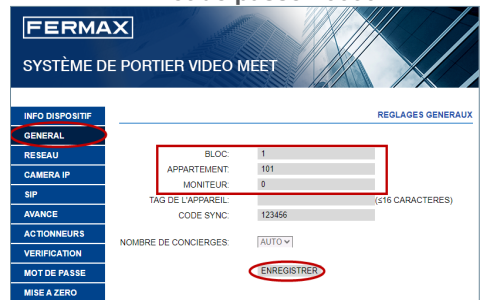 FERMAX
SYSTÈME DE PORTIER VIDEO MEET
INFO DISPOSITIF
REGLAGES GENERAUX
GENERAL
RESEAU
CAMERA IP
SIP
AVANCE
ACTIONNEURS
VERIFICATION
MOT DE PASSE
MISE A ZERO
BLOC: 1
APPARTEMENT: 101
MONITEUR: 0
TAG DE L'APPAREIL: (≤16 CARACTERES)
CODE SYNC: 123456
NOMBRE DE CONCIERGES: AUTO
ENREGISTRER